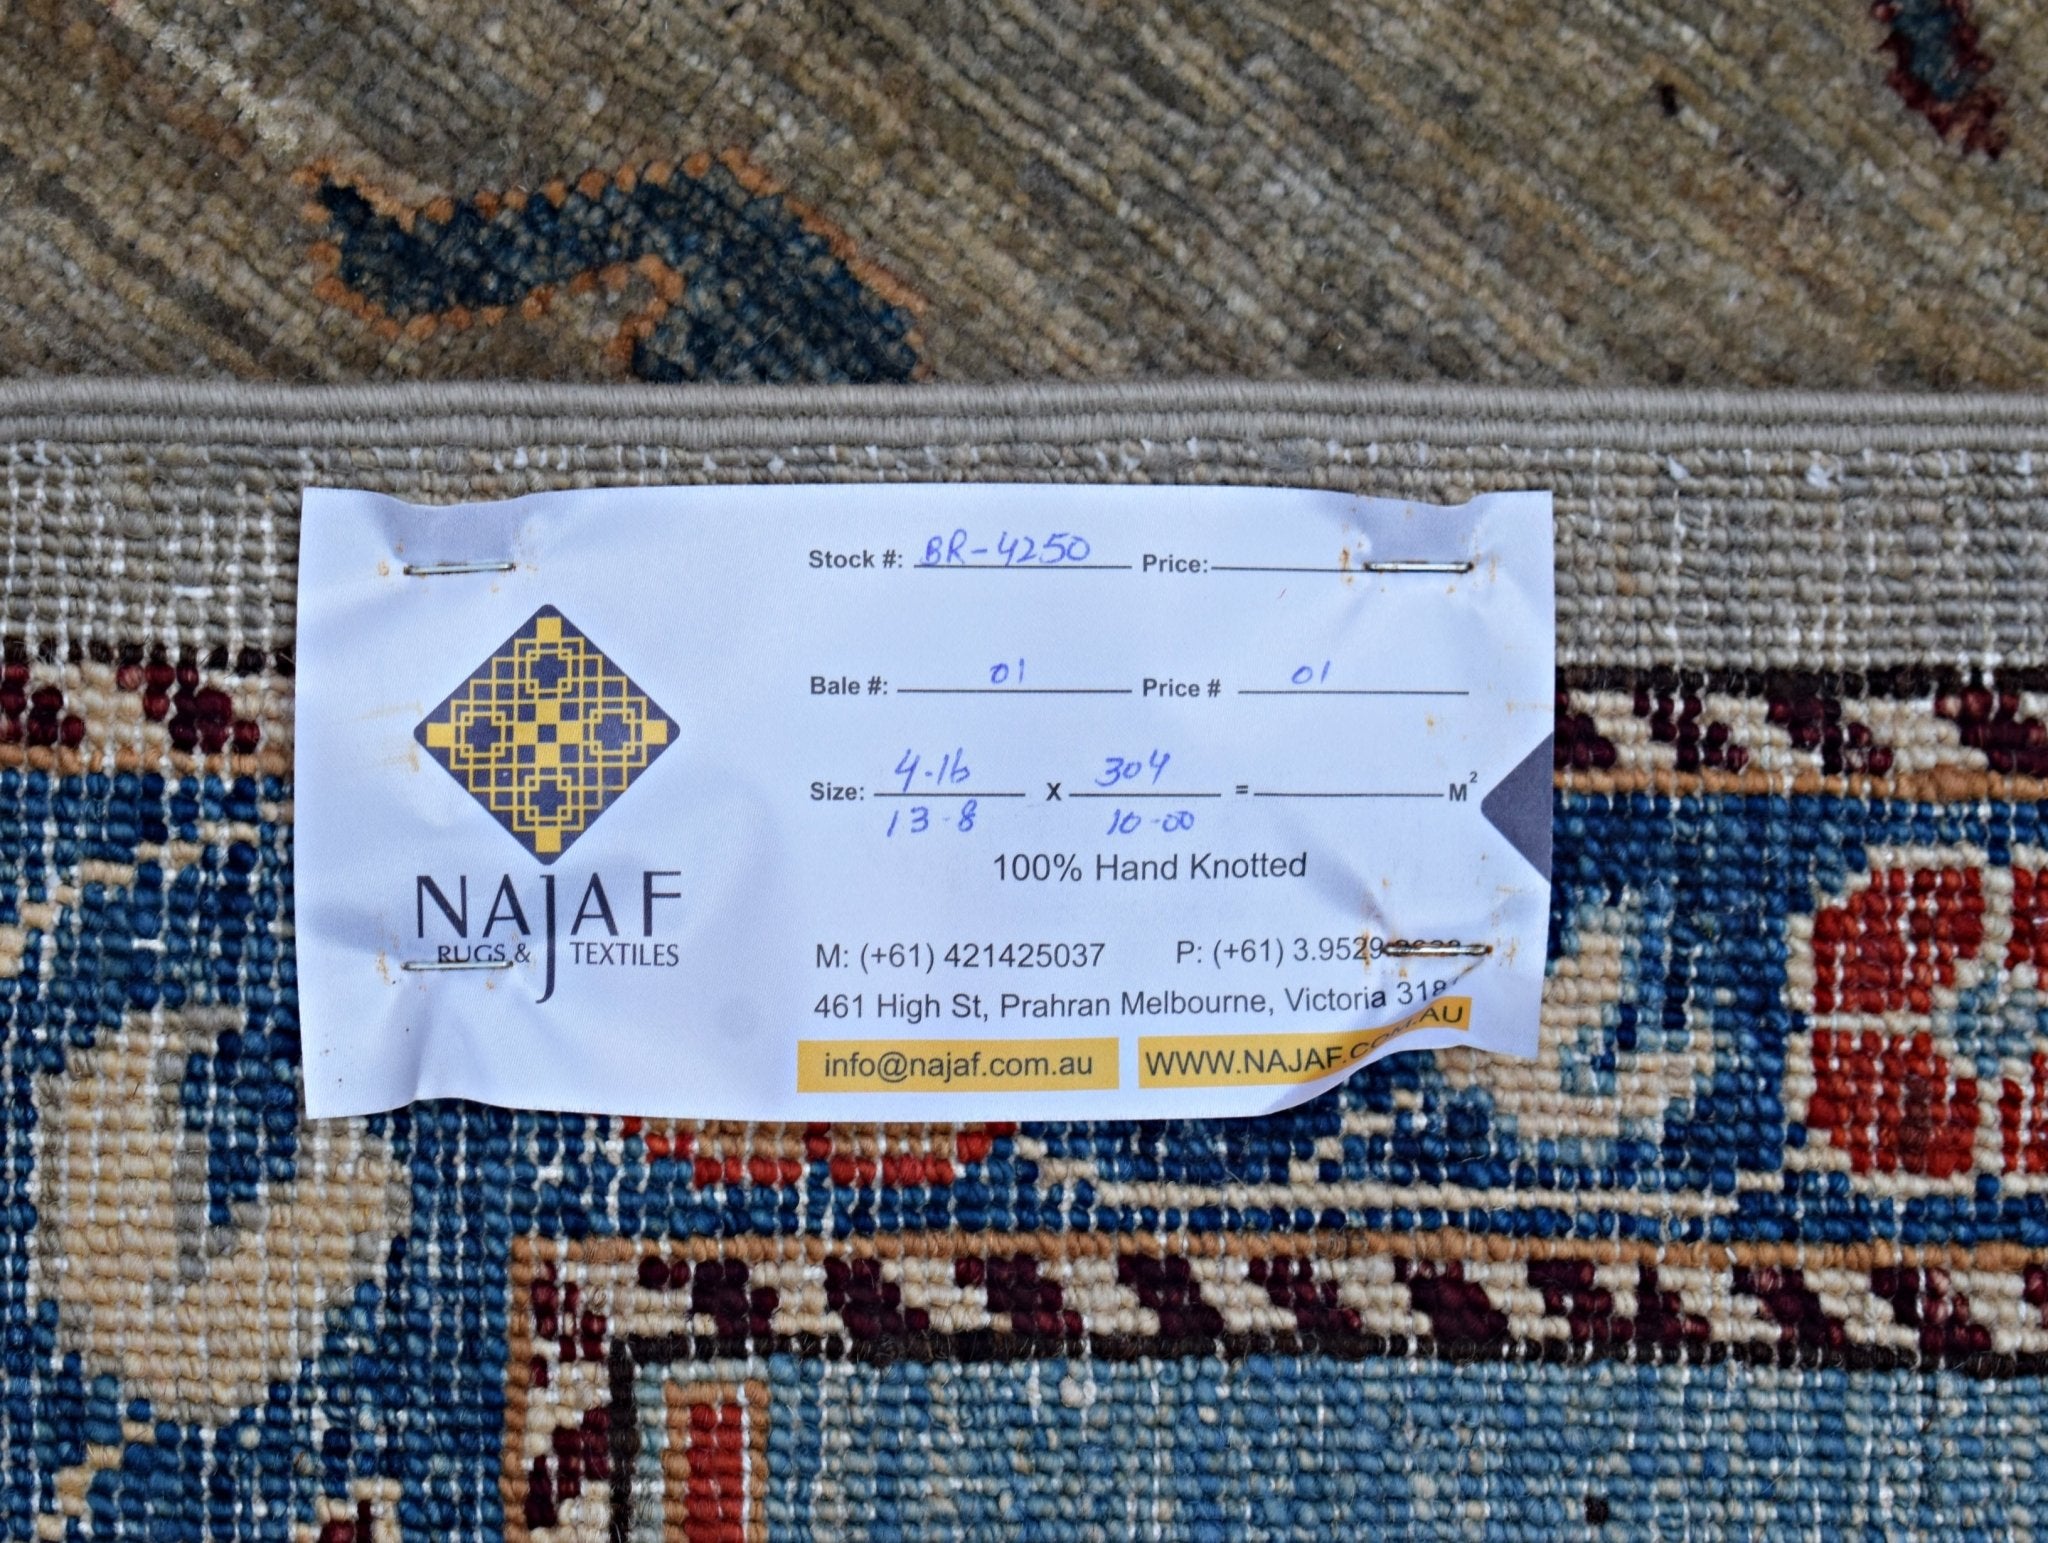 NAJAF
RUGS & TEXTILES
Stock #: BR-4250 Price:
Bale #: 01 Price # 01
Size: 4.16 X 304 = M²
13-8 10-00
100% Hand Knotted
M: (+61) 421425037 P: (+61) 3.9529
461 High St, Prahran Melbourne, Victoria
info@najaf.com.au WWW.NAJAF.COM.AU